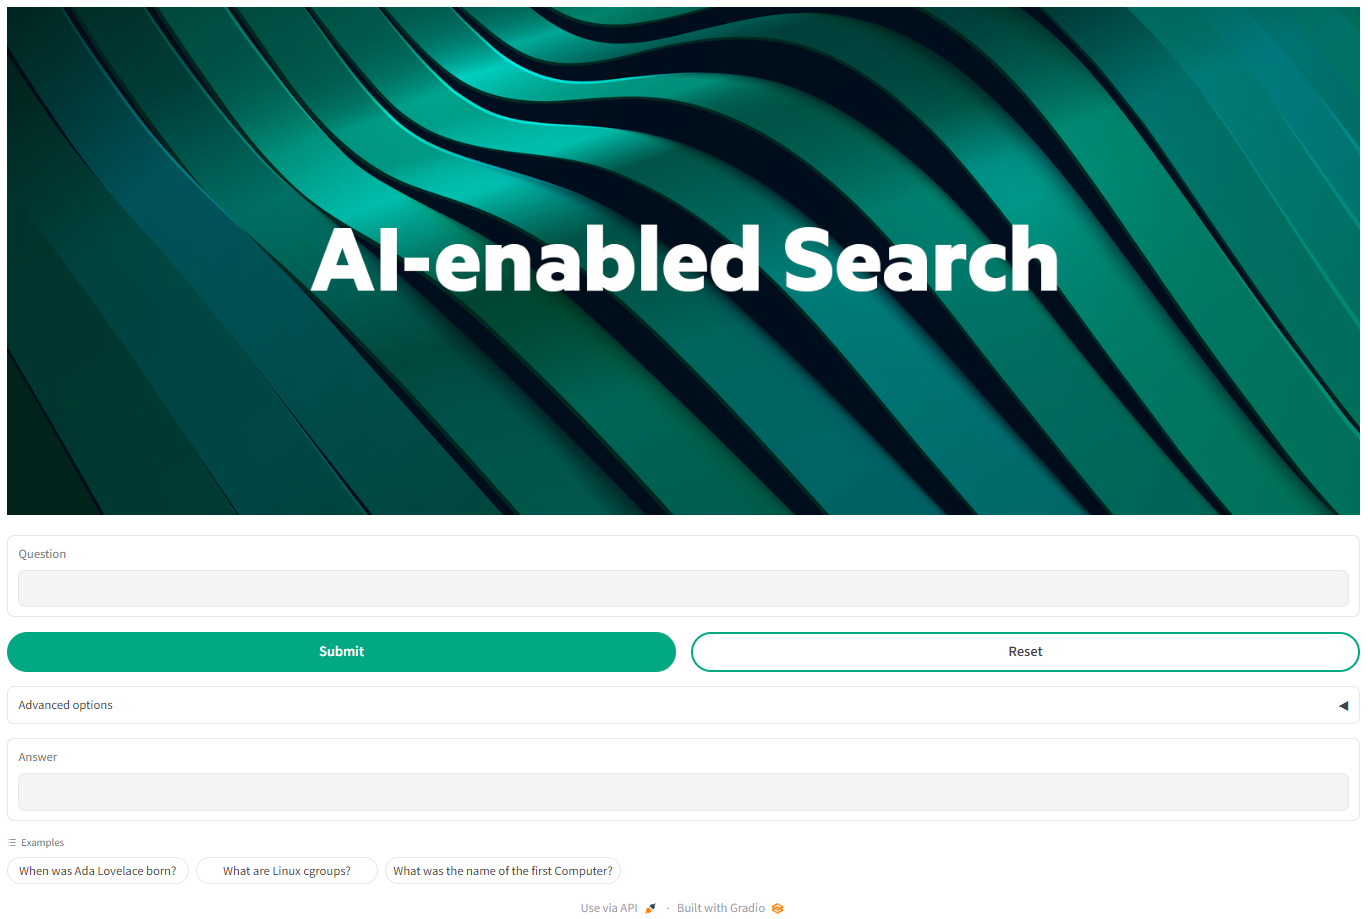 AI-enabled Search
Question
Submit
Reset
Advanced options
Answer
Examples
When was Ada Lovelace born?
What are Linux cgroups?
What was the name of the first Computer?
Use via API · Built with Gradio